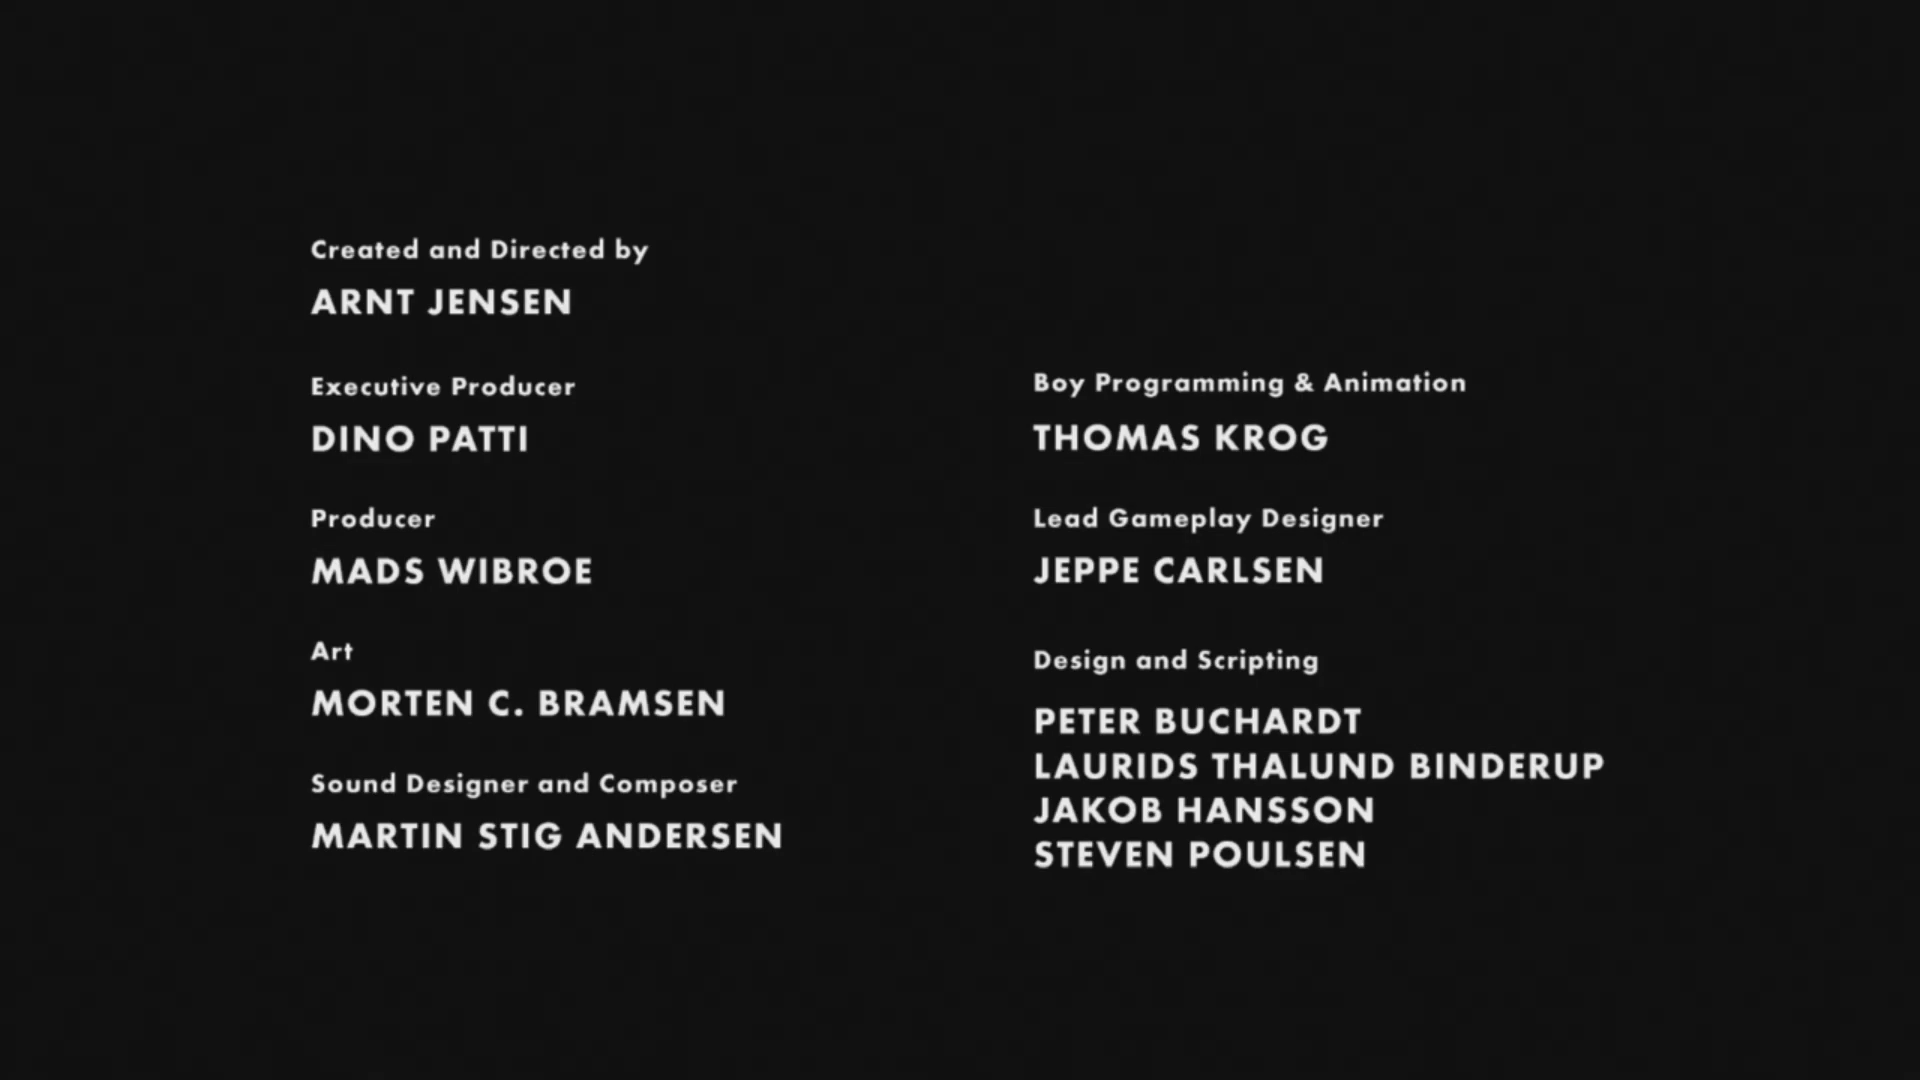 Created and Directed by
ARNT JENSEN
Executive Producer
DINO PATTI
Producer
MADS WIBROE
Art
MORTEN C. BRAMSEN
Sound Designer and Composer
MARTIN STIG ANDERSEN
Boy Programming & Animation
THOMAS KROG
Lead Gameplay Designer
JEPPE CARLSEN
Design and Scripting
PETER BUCHARDT
LAURIDS THALUND BINDERUP
JAKOB HANSSON
STEVEN POULSEN